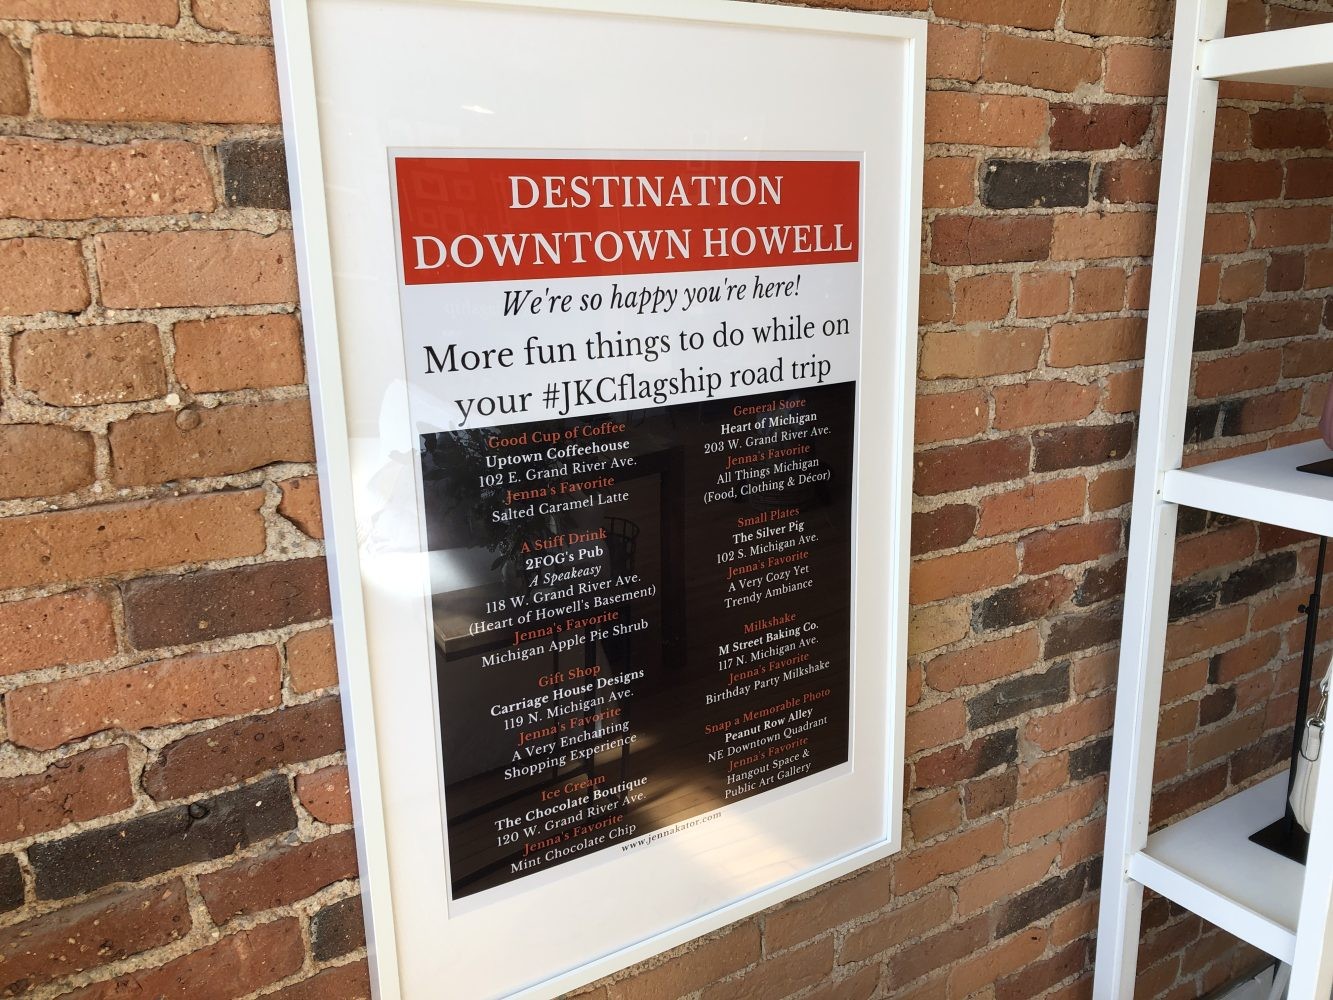 DESTINATION
DOWNTOWN HOWELL
We're so happy you're here!
More fun things to do while on
your #JKCflagship road trip
Good Cup of Coffee
Uptown Coffeehouse
102 E. Grand River Ave.
Jenna's Favorite
Salted Caramel Latte
A Stiff Drink
2FOG's Pub
A Speakeasy
118 W. Grand River Ave.
(Heart of Howell's Basement)
Jenna's Favorite
Michigan Apple Pie Shrub
Gift Shop
Carriage House Designs
119 N. Michigan Ave.
Jenna's Favorite
A Very Enchanting
Shopping Experience
Ice Cream
The Chocolate Boutique
120 W. Grand River Ave.
Jenna's Favorite
Mint Chocolate Chip
General Store
Heart of Michigan
203 W. Grand River Ave.
Jenna's Favorite
All Things Michigan
(Food, Clothing & Décor)
Small Plates
The Silver Pig
102 S. Michigan Ave.
Jenna's Favorite
A Very Cozy Yet
Trendy Ambiance
Milkshake
M Street Baking Co.
117 N. Michigan Ave.
Jenna's Favorite
Birthday Party Milkshake
Snap a Memorable Photo
Peanut Row Alley
NE Downtown Quadrant
Jenna's Favorite
Hangout Space &
Public Art Gallery
www.jennakator.com